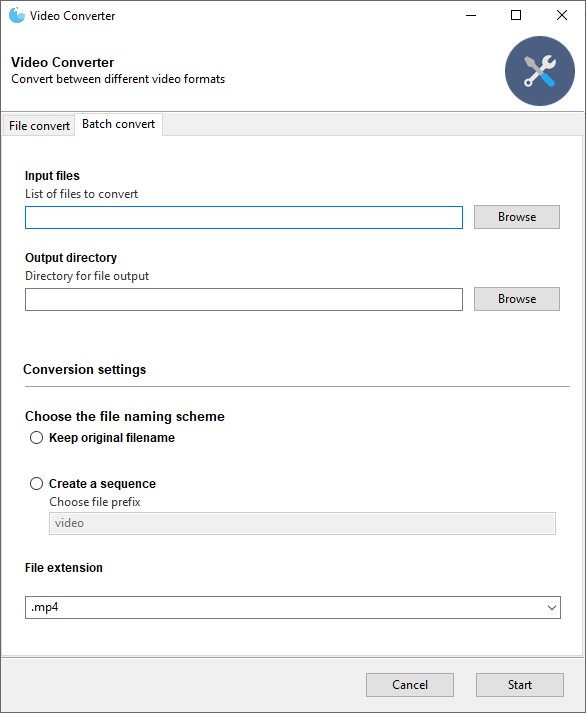 Video Converter
Video Converter
Convert between different video formats
File convert
Batch convert
Input files
List of files to convert
Browse
Output directory
Directory for file output
Browse
Conversion settings
Choose the file naming scheme
Keep original filename
Create a sequence
Choose file prefix
video
File extension
.mp4
Cancel
Start